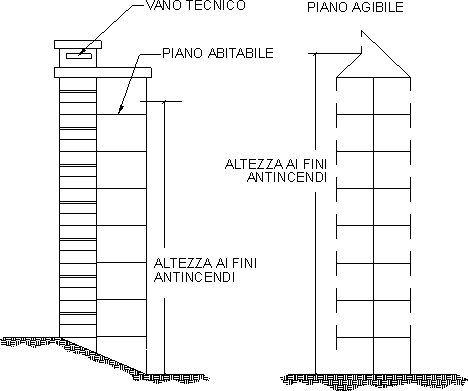 VANO TECNICO
PIANO AGIBILE
PIANO ABITABILE
ALTEZZA AI FINI
ANTINCENDI
ALTEZZA AI FINI
ANTINCENDI